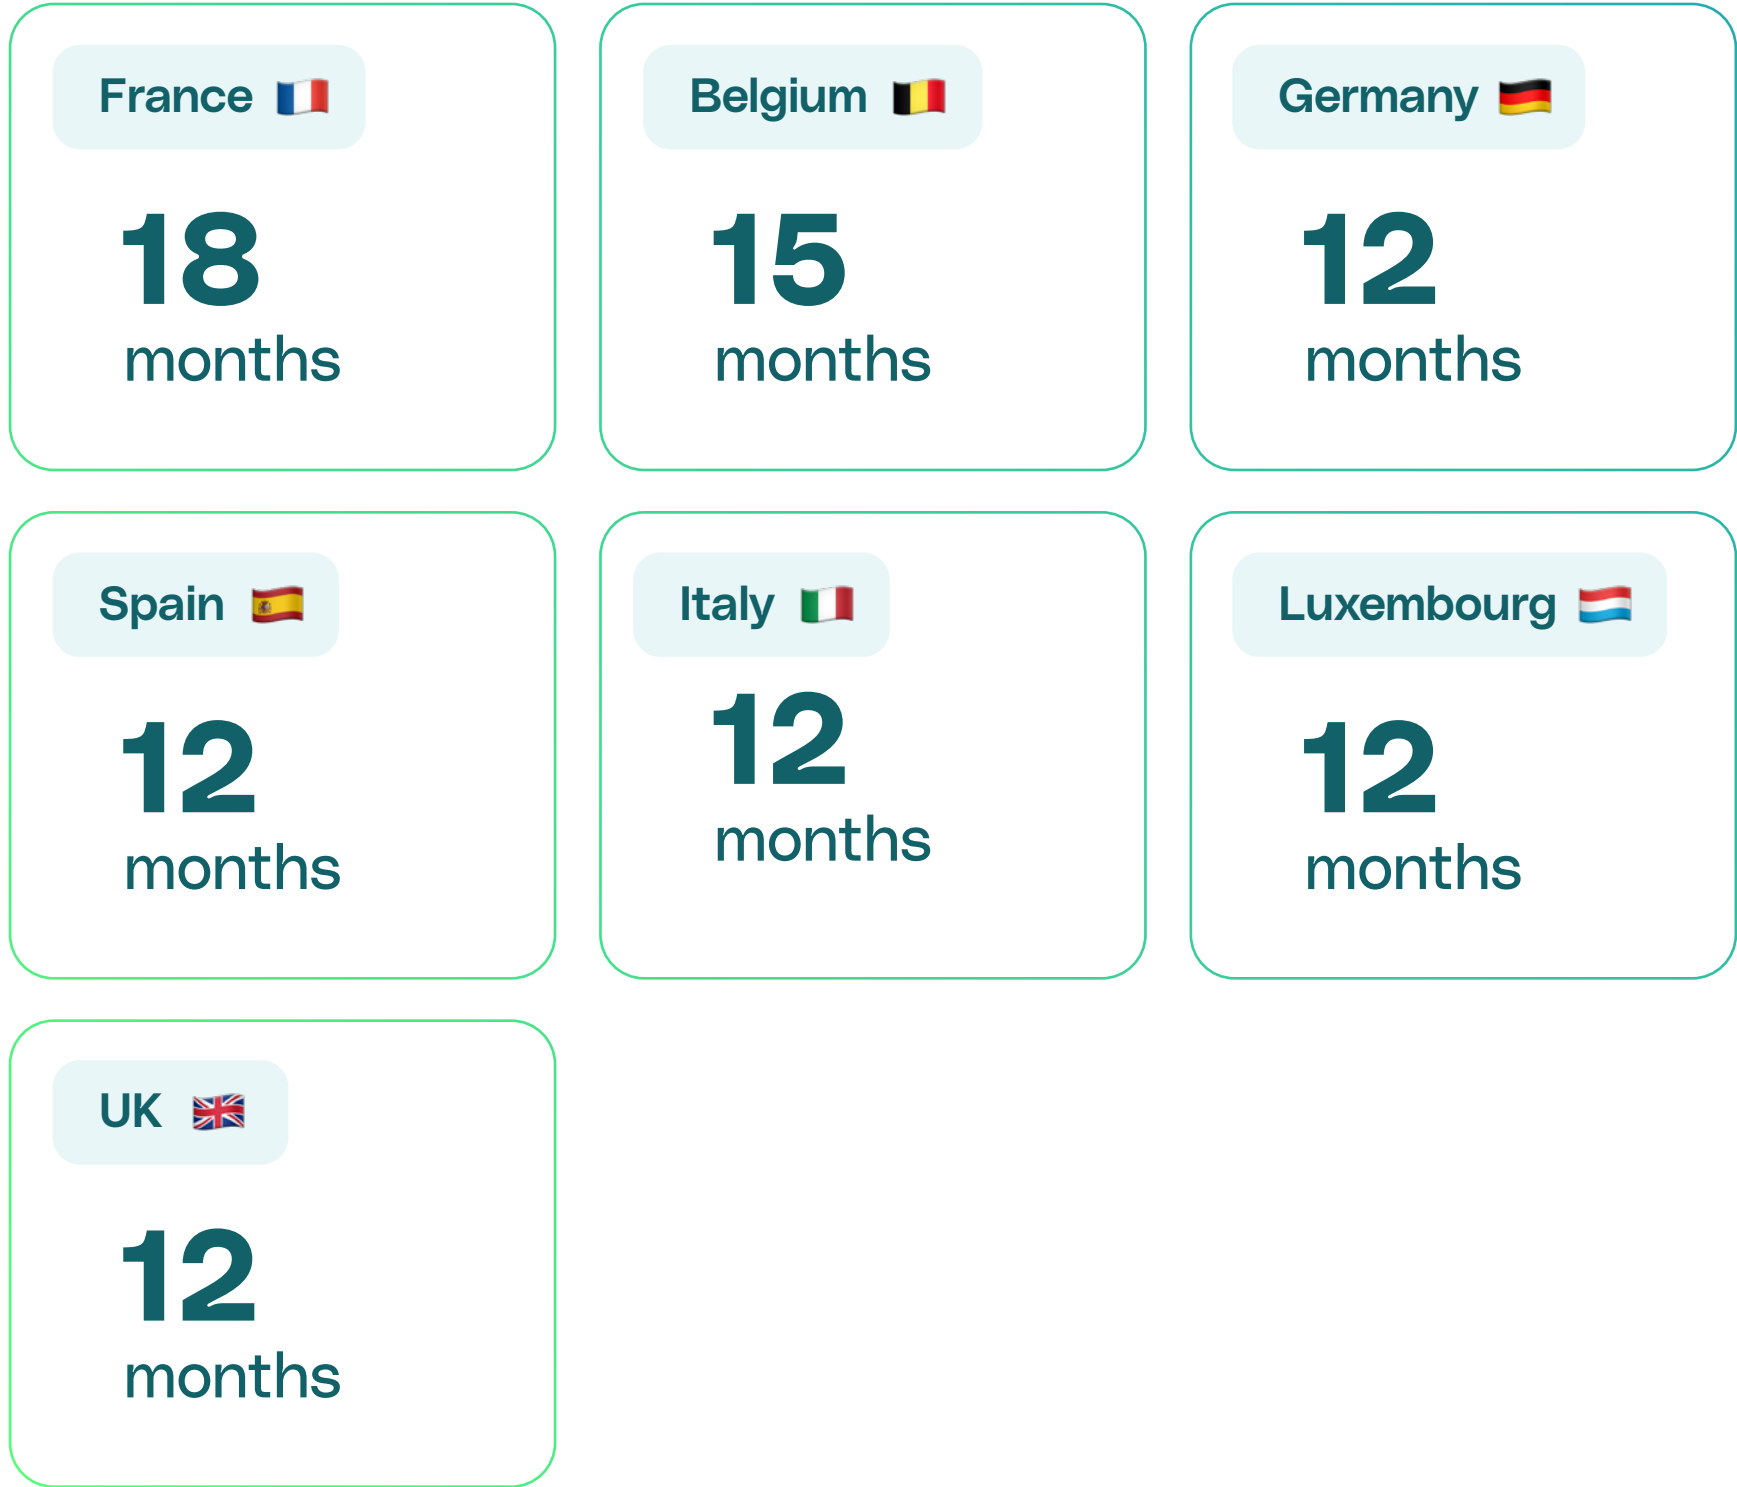 France 🇫🇷
18
months
Belgium 🇧🇪
15
months
Germany 🇩🇪
12
months
Spain 🇪🇸
12
months
Italy 🇮🇹
12
months
Luxembourg 🇱🇺
12
months
UK 🇬🇧
12
months